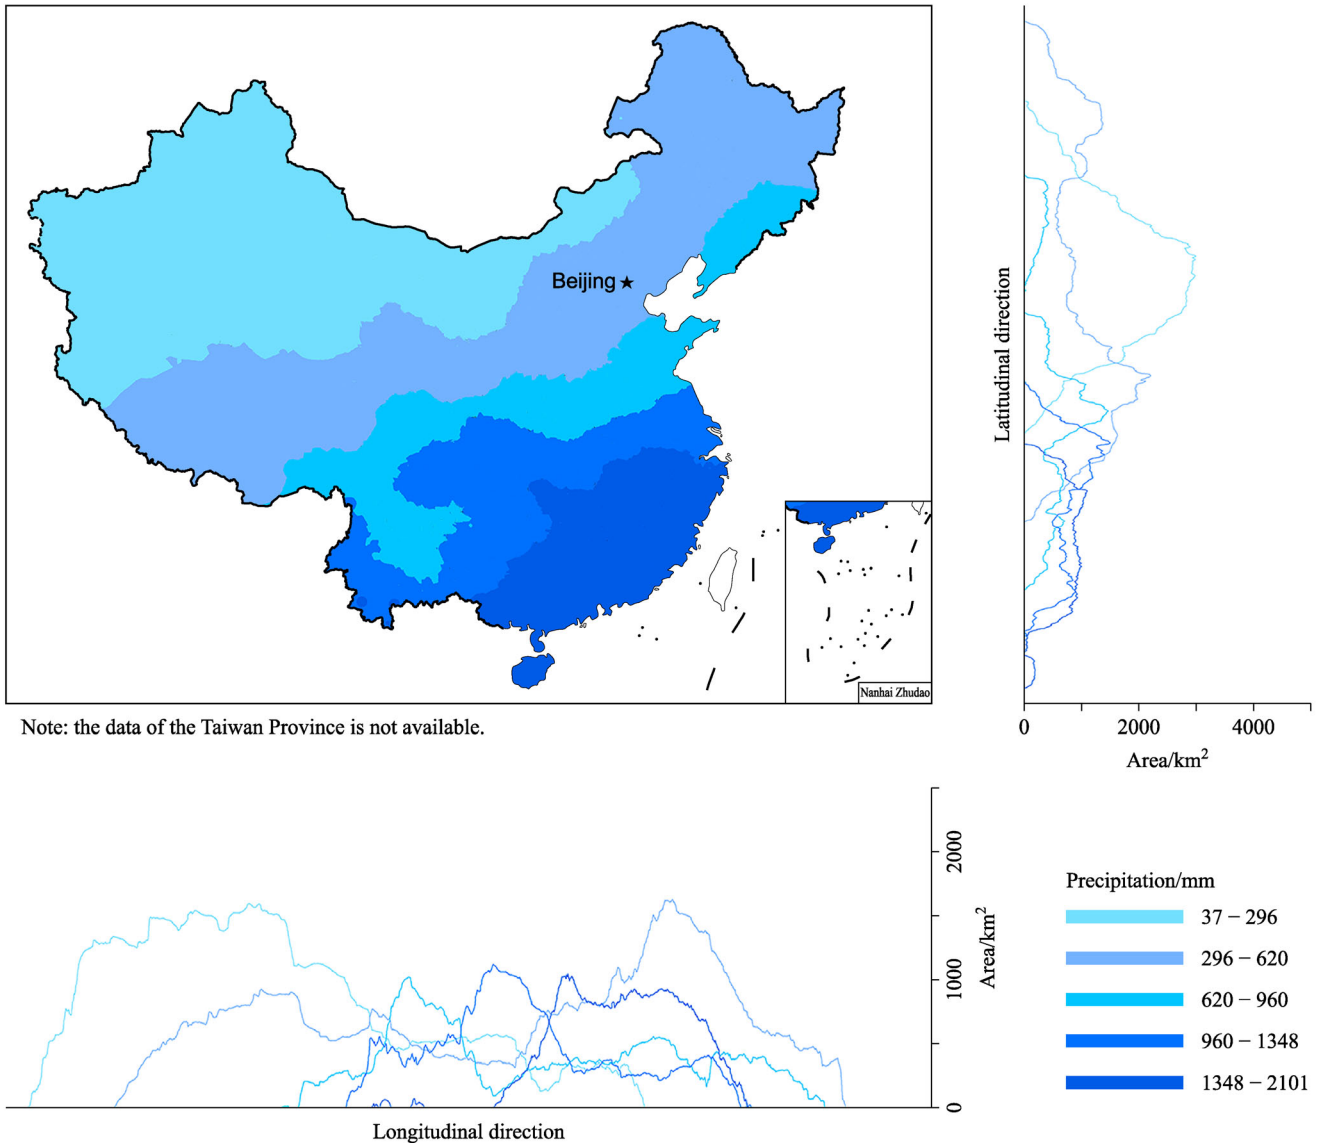 Beijing
Nanhai Zhudao
Note: the data of the Taiwan Province is not available.
Latitudinal direction
0 2000 4000
Area/km²
2000
1000
0
Area/km²
Longitudinal direction
Precipitation/mm
37 – 296
296 – 620
620 – 960
960 – 1348
1348 – 2101